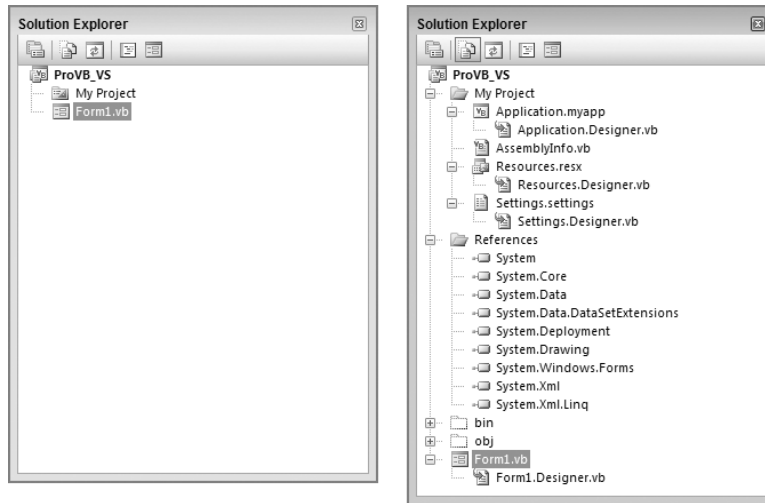 Solution Explorer
ProVB_VS
My Project
Form1.vb
Solution Explorer
ProVB_VS
My Project
Application.myapp
Application.Designer.vb
AssemblyInfo.vb
Resources.resx
Resources.Designer.vb
Settings.settings
Settings.Designer.vb
References
System
System.Core
System.Data
System.Data.DataSetExtensions
System.Deployment
System.Drawing
System.Windows.Forms
System.Xml
System.Xml.Linq
bin
obj
Form1.vb
Form1.Designer.vb